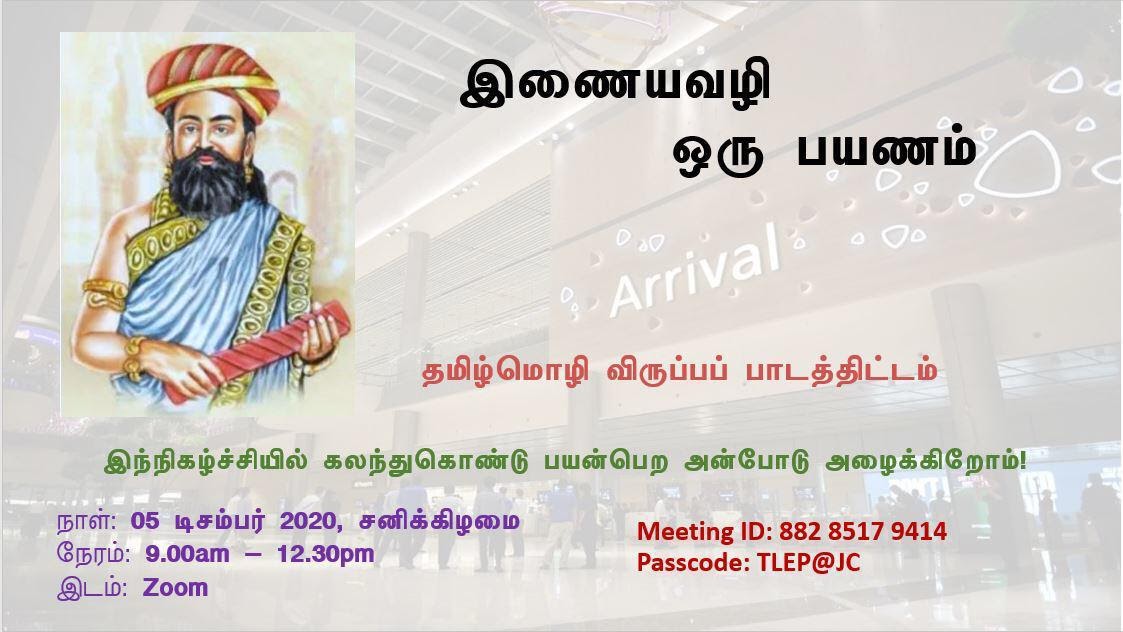 இணையவழி
ஒரு பயணம்
Arrival
தமிழ்மொழி விருப்பப் பாடத்திட்டம்
இந்நிகழ்ச்சியில் கலந்துகொண்டு பயன்பெற அன்போடு அழைக்கிறோம்!
நாள்: 05 டிசம்பர் 2020, சனிக்கிழமை
நேரம்: 9.00am – 12.30pm
இடம்: Zoom
Meeting ID: 882 8517 9414
Passcode: TLEP@JC